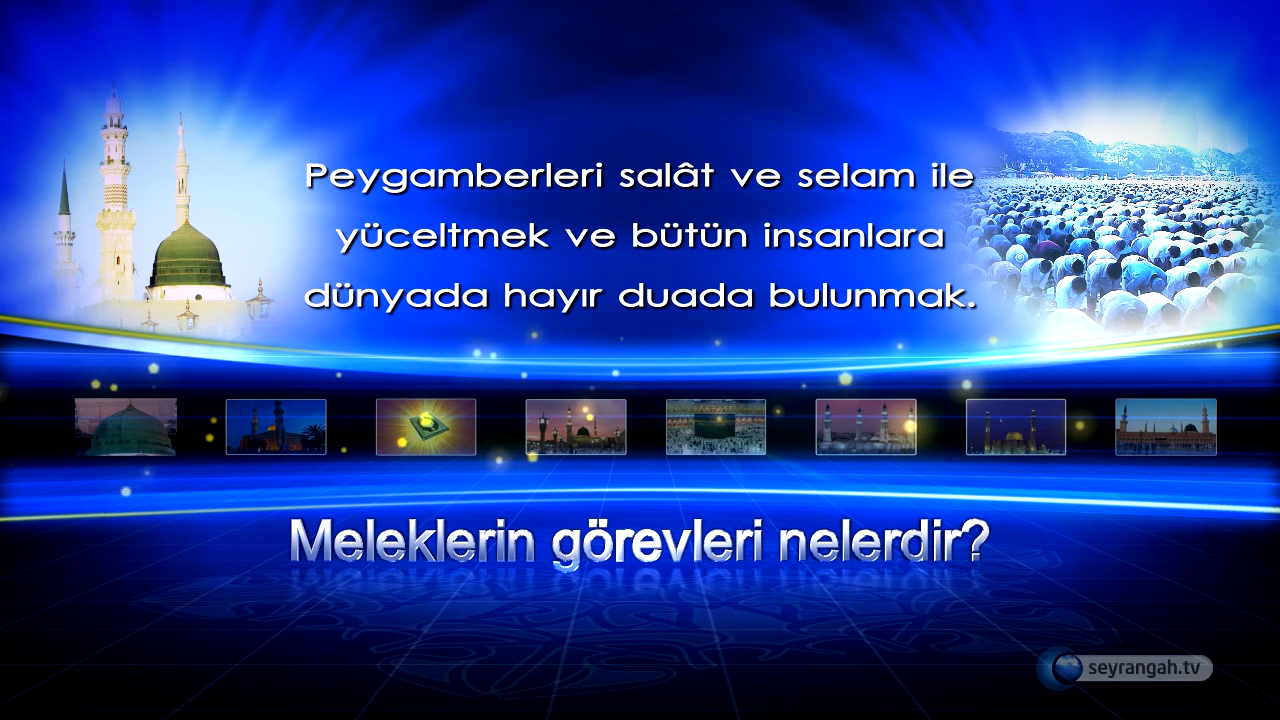 Peygamberleri salât ve selam ile
yüceltmek ve bütün insanlara
dünyada hayır duada bulunmak.
Meleklerin görevleri nelerdir?
seyrangah.tv